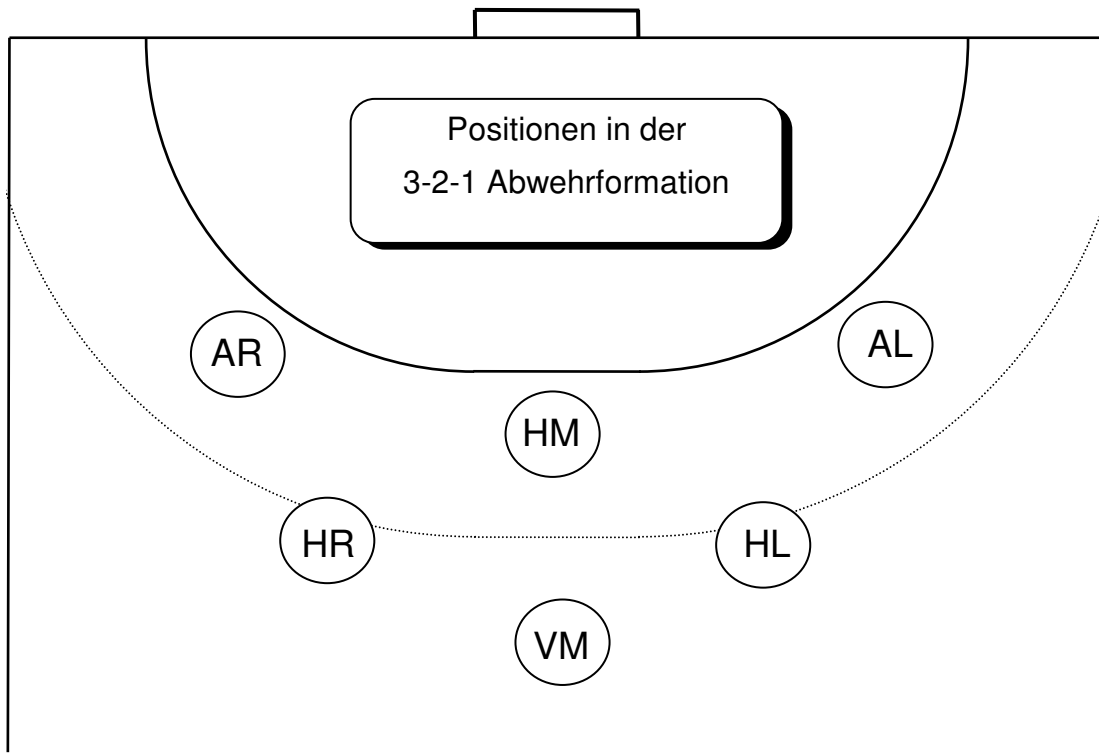 Positionen in der
3-2-1 Abwehrformation
AR
AL
HM
HR
HL
VM